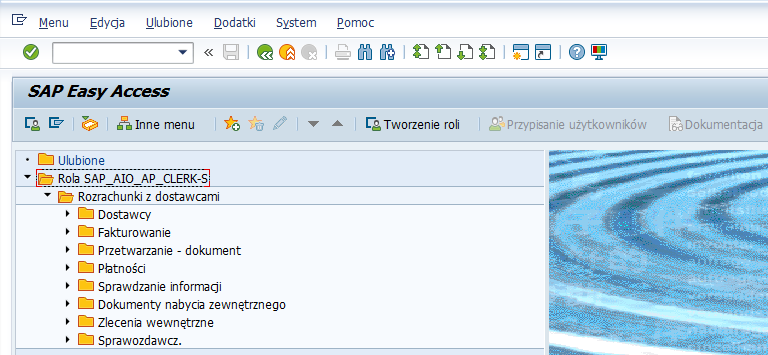 Menu Edycja Ulubione Dodatki System Pomoc
SAP Easy Access
Inne menu Tworzenie roli Przypisanie użytkowników Dokumentacja
Ulubione
Rola SAP_AIO_AP_CLERK-S
Rozrachunki z dostawcami
Dostawcy
Fakturowanie
Przetwarzanie - dokument
Płatności
Sprawdzanie informacji
Dokumenty nabycia zewnętrznego
Zlecenia wewnętrzne
Sprawozdawcz.